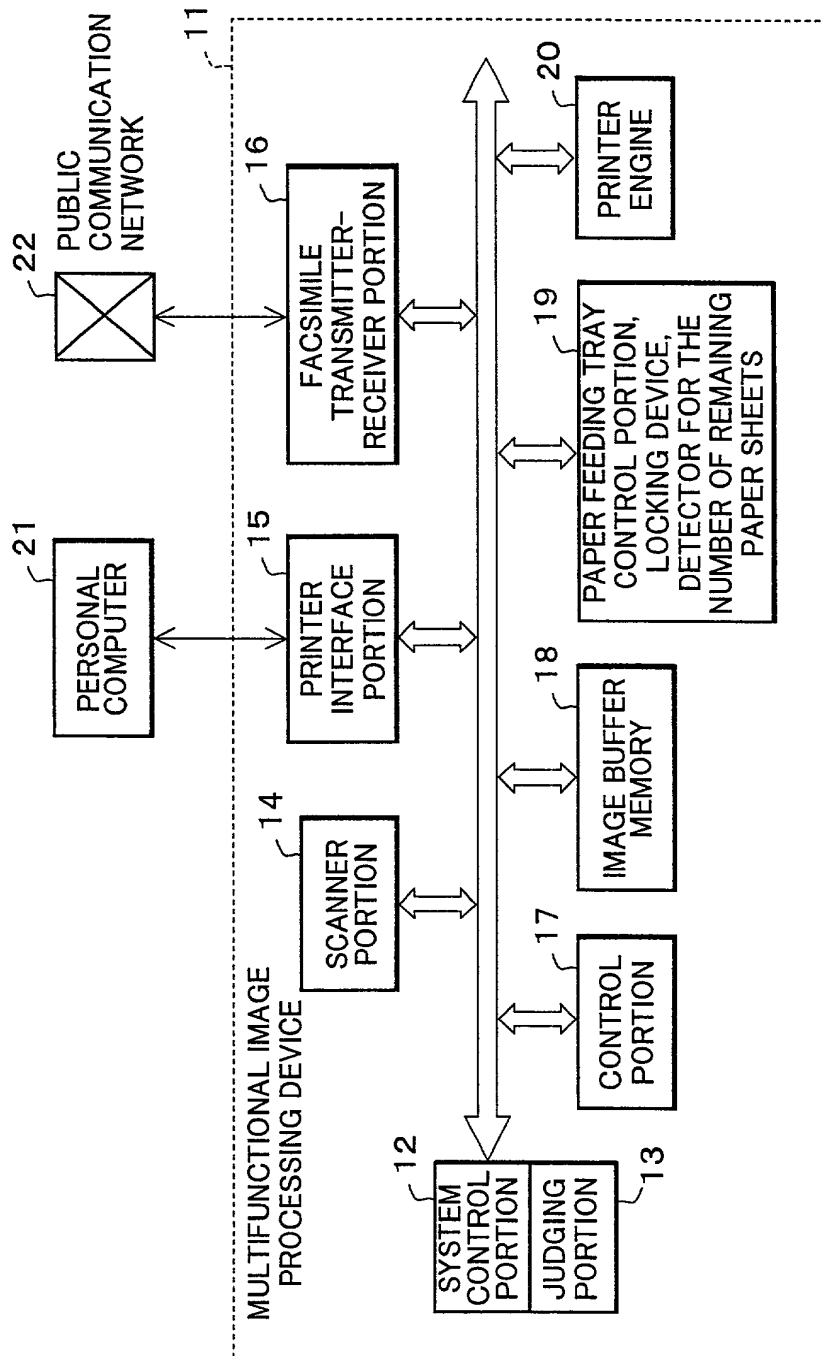 21
PERSONAL
COMPUTER
22
PUBLIC
COMMUNICATION
NETWORK
11
MULTIFUNCTIONAL IMAGE
PROCESSING DEVICE
14
SCANNER
PORTION
15
PRINTER
INTERFACE
PORTION
16
FACSIMILE
TRANSMITTER-
RECEIVER PORTION
12
SYSTEM
CONTROL
PORTION
JUDGING
PORTION
13
17
CONTROL
PORTION
18
IMAGE BUFFER
MEMORY
19
PAPER FEEDING TRAY
CONTROL PORTION,
LOCKING DEVICE,
DETECTOR FOR THE
NUMBER OF REMAINING
PAPER SHEETS
20
PRINTER
ENGINE